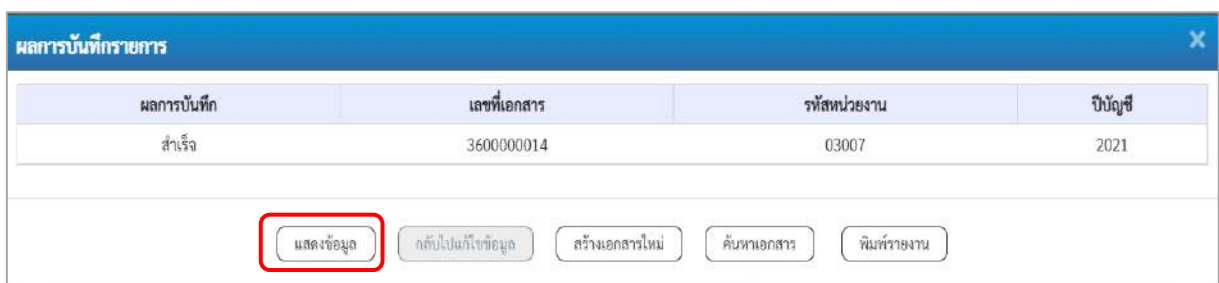 ผลการบันทึกรายการ
ผลการบันทึก เลขที่เอกสาร รหัสหน่วยงาน ปีบัญชี
สำเร็จ 3600000014 03007 2021
แสดงข้อมูล กลับไปแก้ไขข้อมูล สร้างเอกสารใหม่ ค้นหาเอกสาร พิมพ์รายงาน